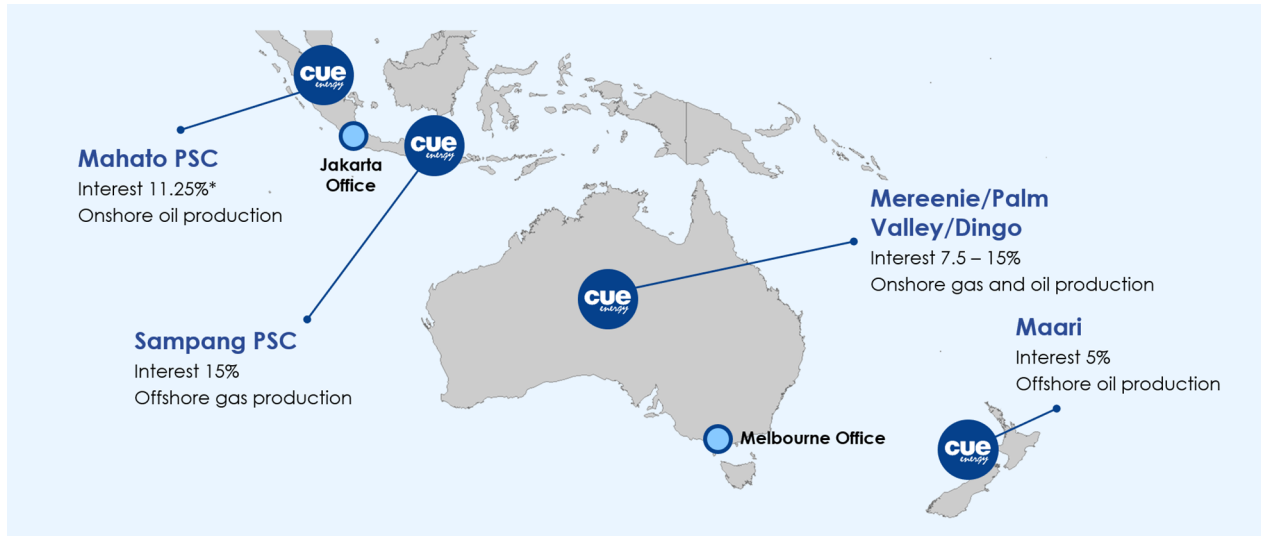 cue
energy
Mahato PSC
Interest 11.25%*
Onshore oil production
Jakarta
Office
cue
energy
Sampang PSC
Interest 15%
Offshore gas production
Mereenie/Palm
Valley/Dingo
Interest 7.5 – 15%
Onshore gas and oil production
cue
energy
Maari
Interest 5%
Offshore oil production
Melbourne Office
cue
energy